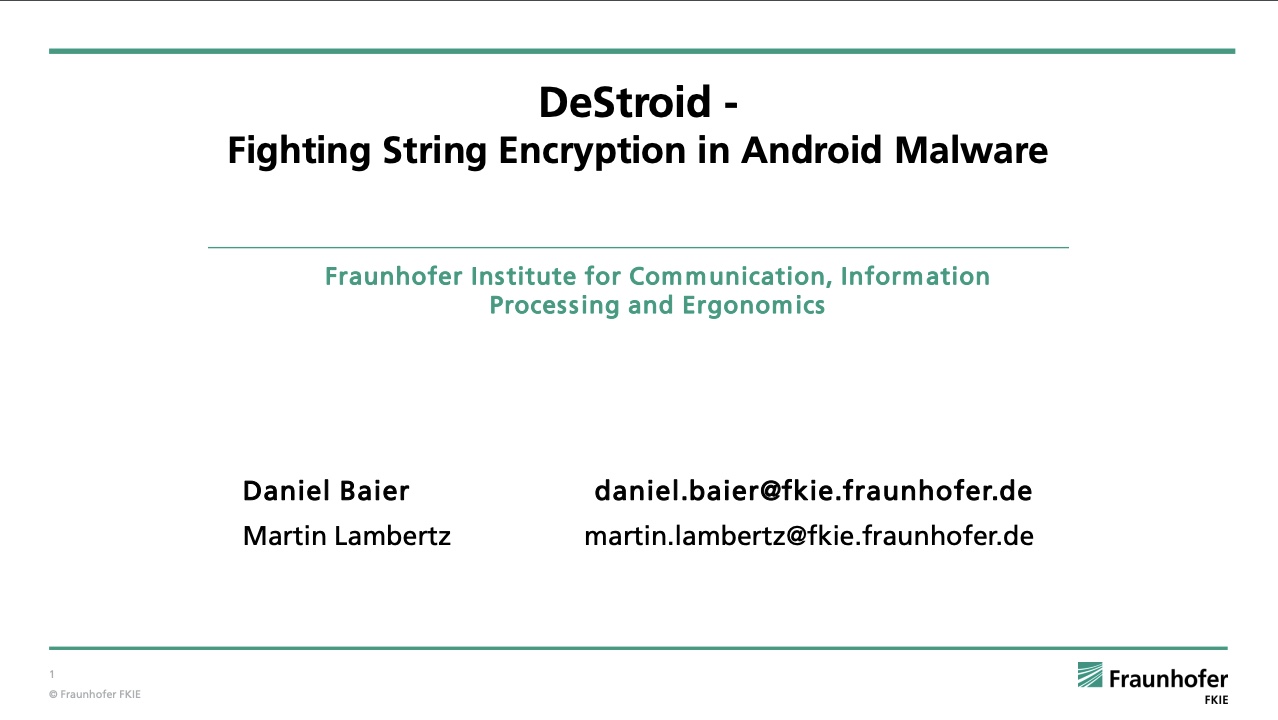 DeStroid -
Fighting String Encryption in Android Malware
Fraunhofer Institute for Communication, Information
Processing and Ergonomics
Daniel Baier daniel.baier@fkie.fraunhofer.de
Martin Lambertz martin.lambertz@fkie.fraunhofer.de
1
© Fraunhofer FKIE
Fraunhofer
FKIE